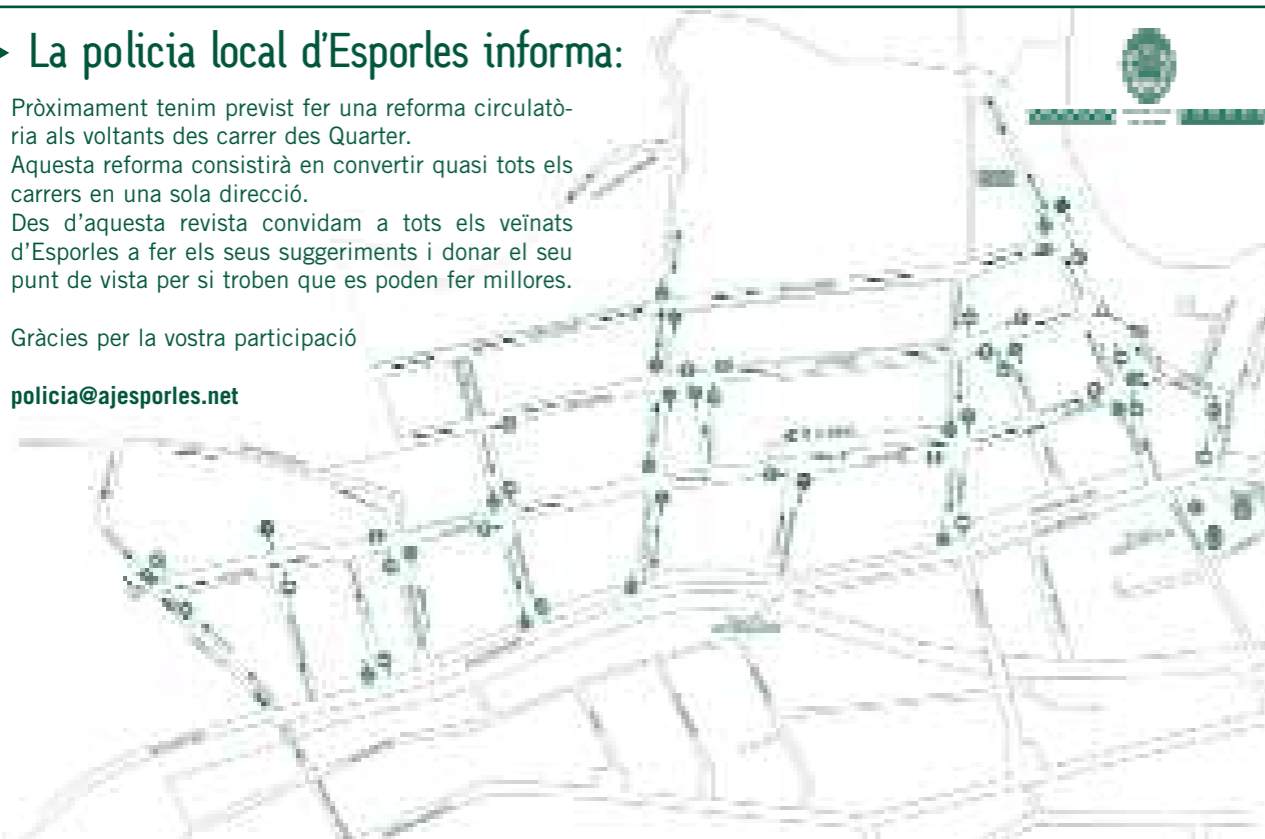 La policia local d'Esporles informa:
Pròximament tenim previst fer una reforma circulatò-
ria als voltants des carrer des Quarter.
Aquesta reforma consistirà en convertir quasi tots els
carrers en una sola direcció.
Des d'aquesta revista convidam a tots els veïnats
d'Esporles a fer els seus suggeriments i donar el seu
punt de vista per si troben que es poden fer millores.
Gràcies per la vostra participació
policia@ajesporles.net